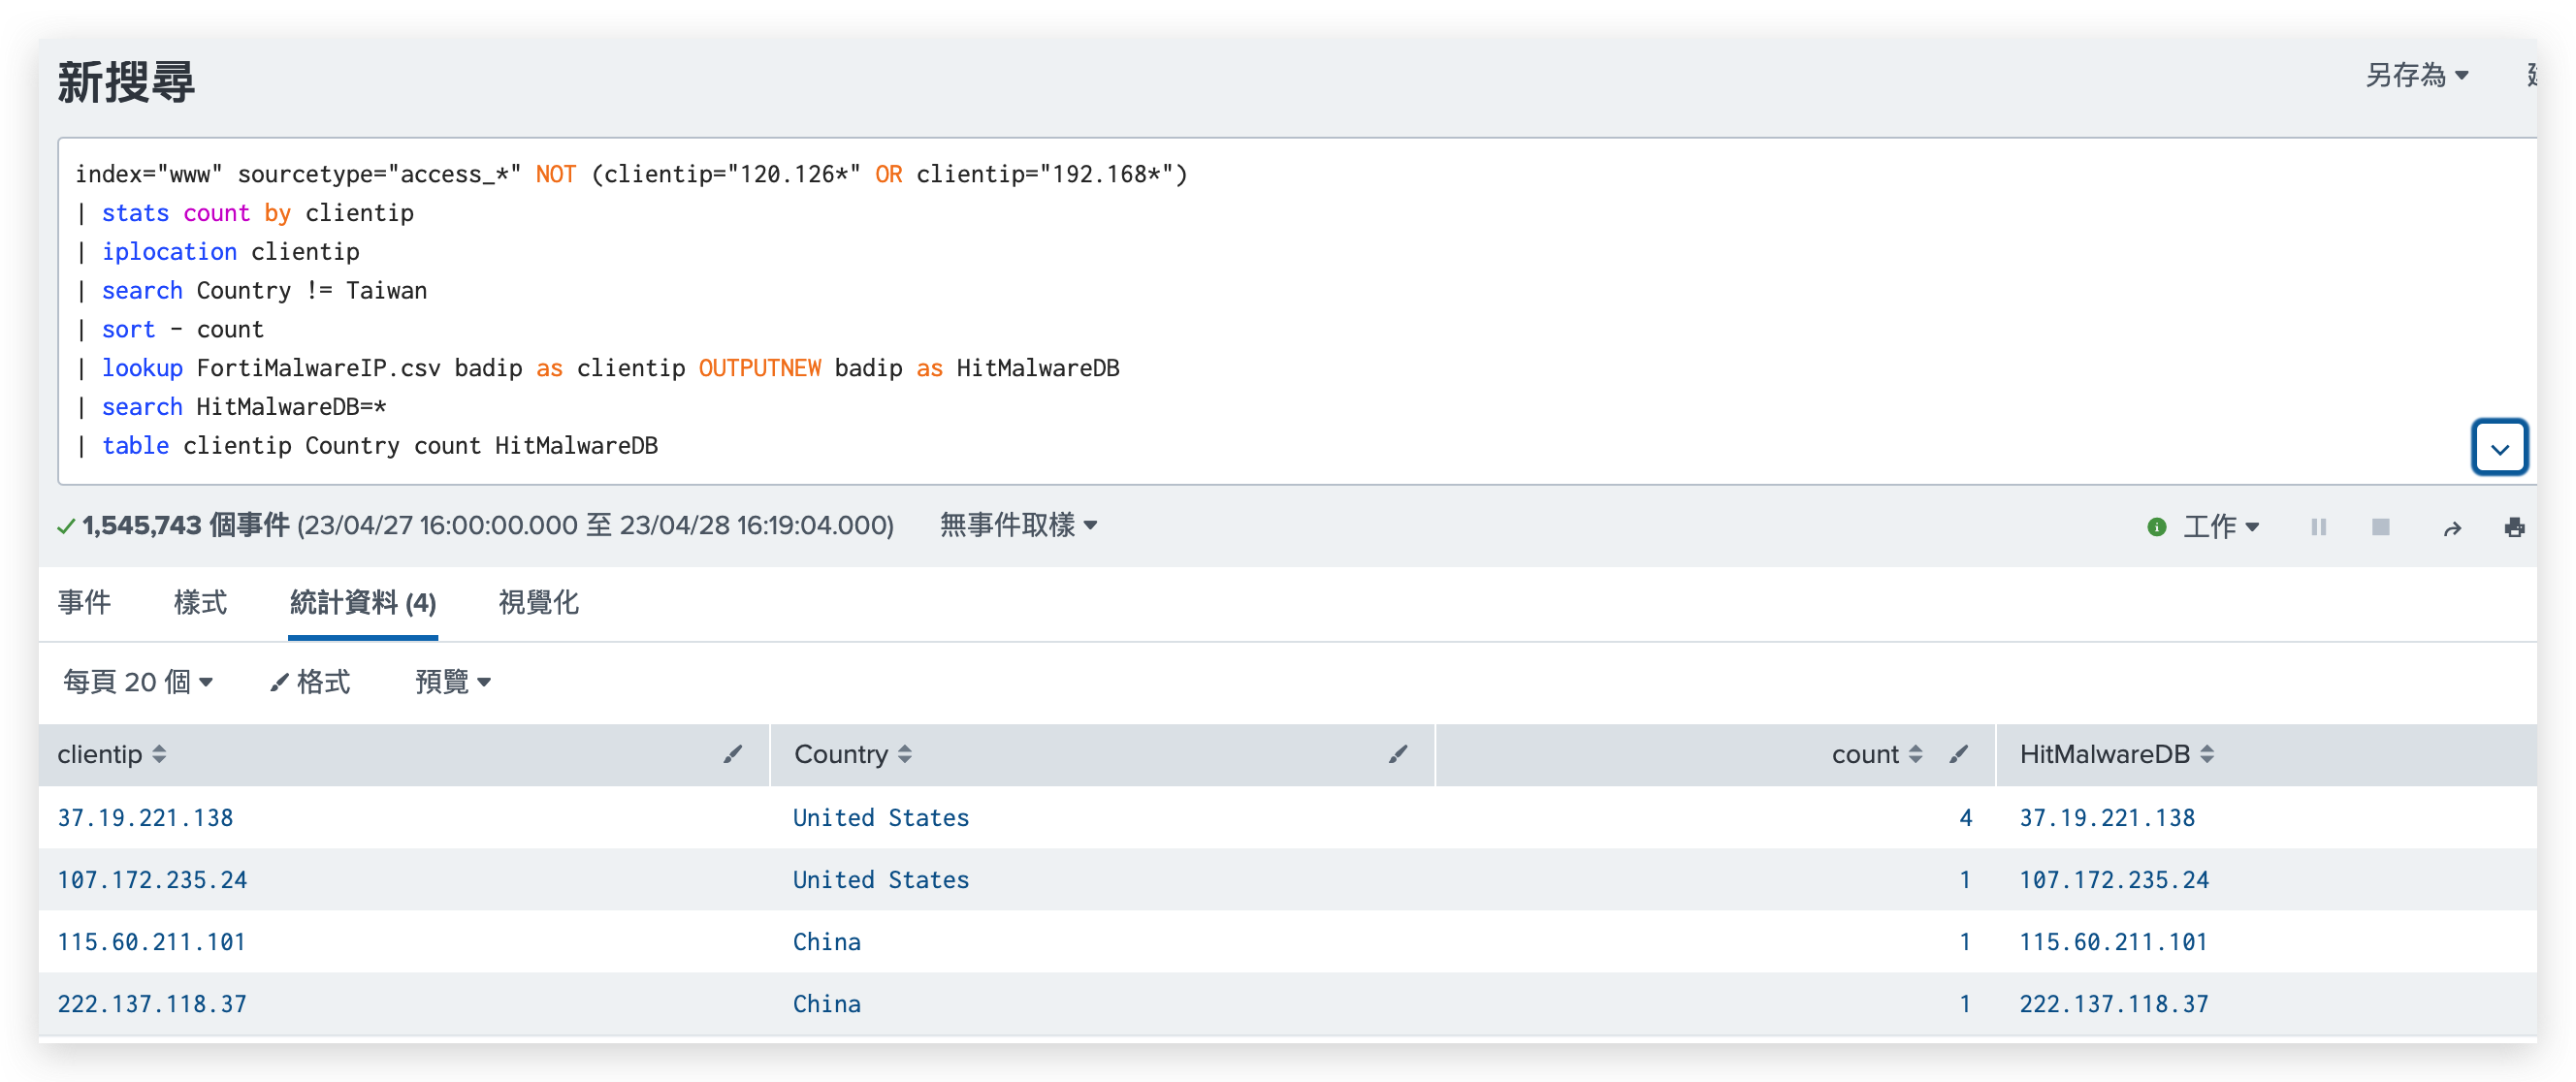 新搜尋
另存為
index="www" sourcetype="access_*" NOT (clientip="120.126*" OR clientip="192.168*")
| stats count by clientip
| iplocation clientip
| search Country != Taiwan
| sort - count
| lookup FortiMalwareIP.csv badip as clientip OUTPUTNEW badip as HitMalwareDB
| search HitMalwareDB=*
| table clientip Country count HitMalwareDB
1,545,743 個事件 (23/04/27 16:00:00.000 至 23/04/28 16:19:04.000) 無事件取樣 工作
事件 樣式 統計資料 (4) 視覺化
每頁 20 個 格式 預覽
clientip Country count HitMalwareDB
37.19.221.138 United States 4 37.19.221.138
107.172.235.24 United States 1 107.172.235.24
115.60.211.101 China 1 115.60.211.101
222.137.118.37 China 1 222.137.118.37